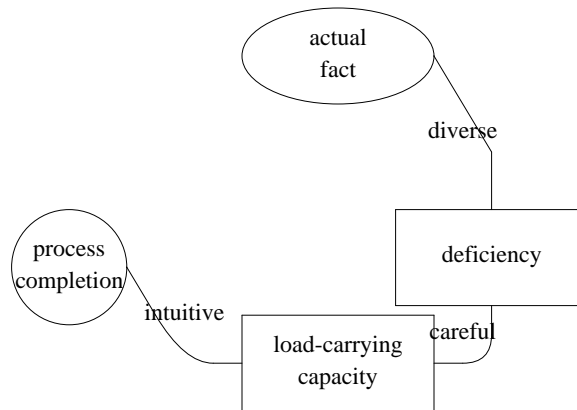 actual
fact
diverse
deficiency
process
completion
intuitive
careful
load-carrying
capacity